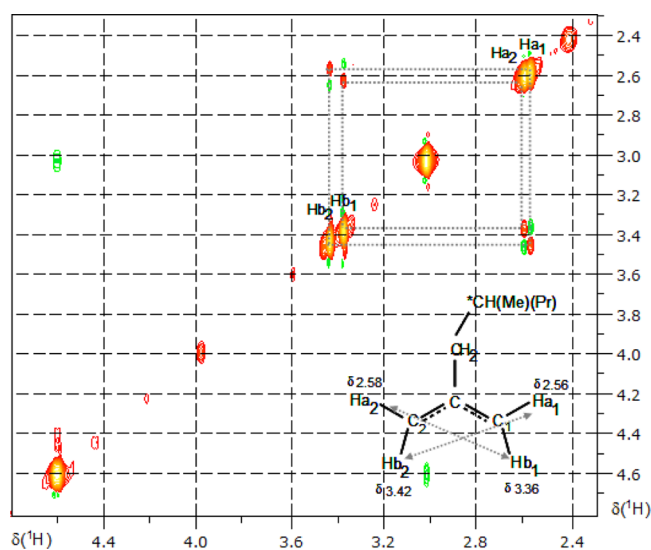 Ha₂ Ha₁
2.4
2.6
2.8
3.0
3.2
Hb₂ Hb₁
3.4
3.6
*CH(Me)(Pr)
3.8
CH₂
4.0
δ 2.58 δ 2.56
4.2
Ha₂ C Ha₁
C₂ C₁
4.4
Hb₂ Hb₁
4.6
δ 3.42 δ 3.36
δ(¹H)
δ(¹H) 4.4 4.0 3.6 3.2 2.8 2.4